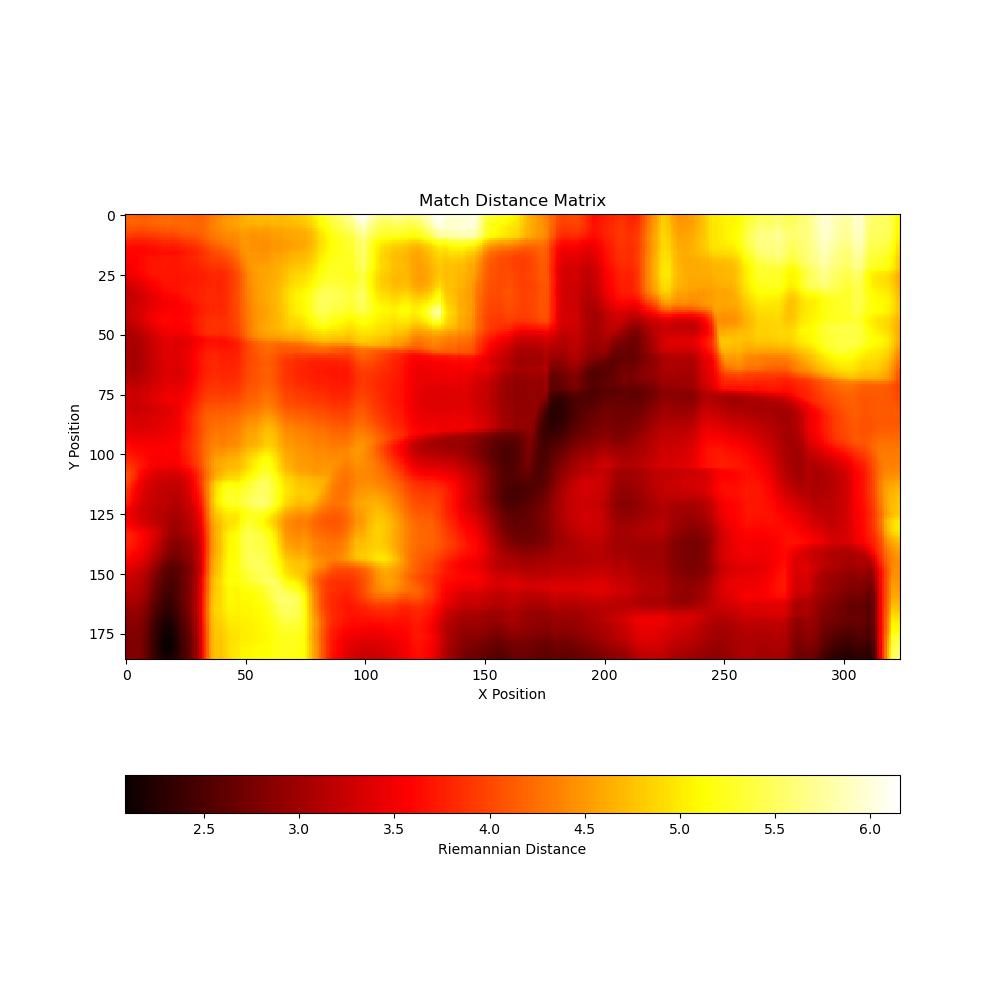 Match Distance Matrix
0
25
50
75
100
125
150
175
Y Position
0 50 100 150 200 250 300
X Position
2.5 3.0 3.5 4.0 4.5 5.0 5.5 6.0
Riemannian Distance